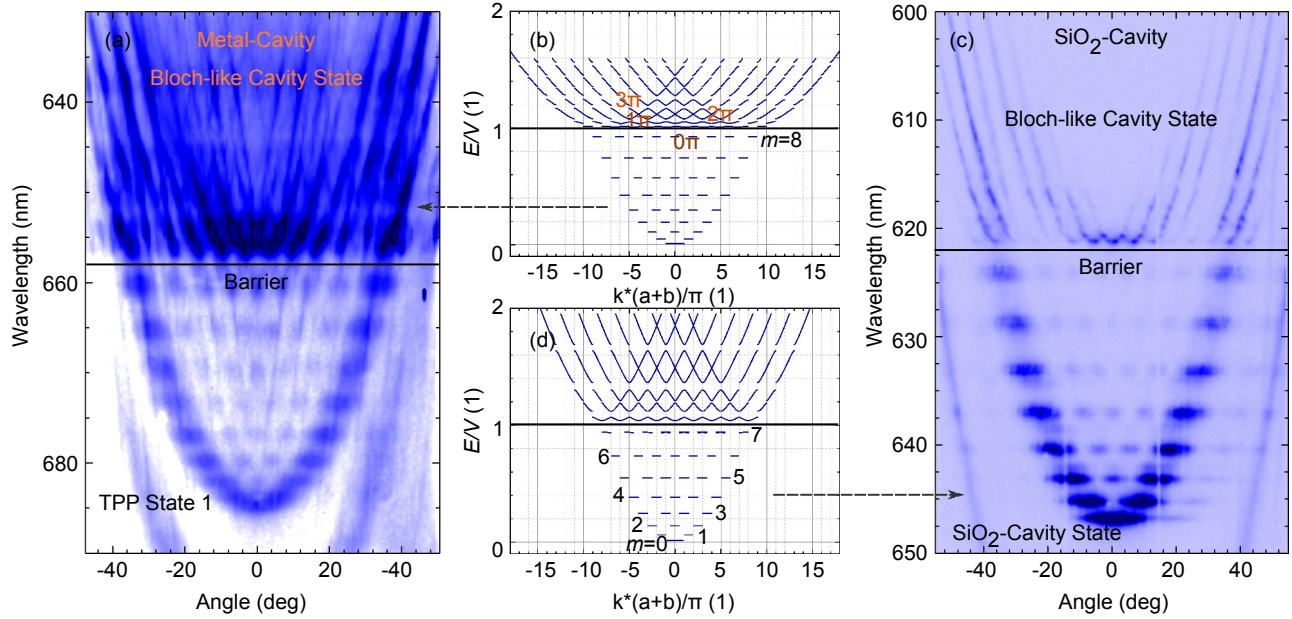 (a)
Metal-Cavity
Bloch-like Cavity State
640
660
680
Wavelength (nm)
Barrier
TPP State 1
-40
-20
0
20
40
Angle (deg)
(b)
2
1
0
E/V (1)
3π
1π
2π
0π
m=8
-15
-10
-5
0
5
10
15
k*(a+b)/π (1)
(d)
2
1
0
E/V (1)
7
6
5
4
3
2
1
m=0
-15
-10
-5
0
5
10
15
k*(a+b)/π (1)
(c)
SiO2-Cavity
Bloch-like Cavity State
600
610
620
630
640
650
Wavelength (nm)
Barrier
SiO2-Cavity State
-40
-20
0
20
40
Angle (deg)